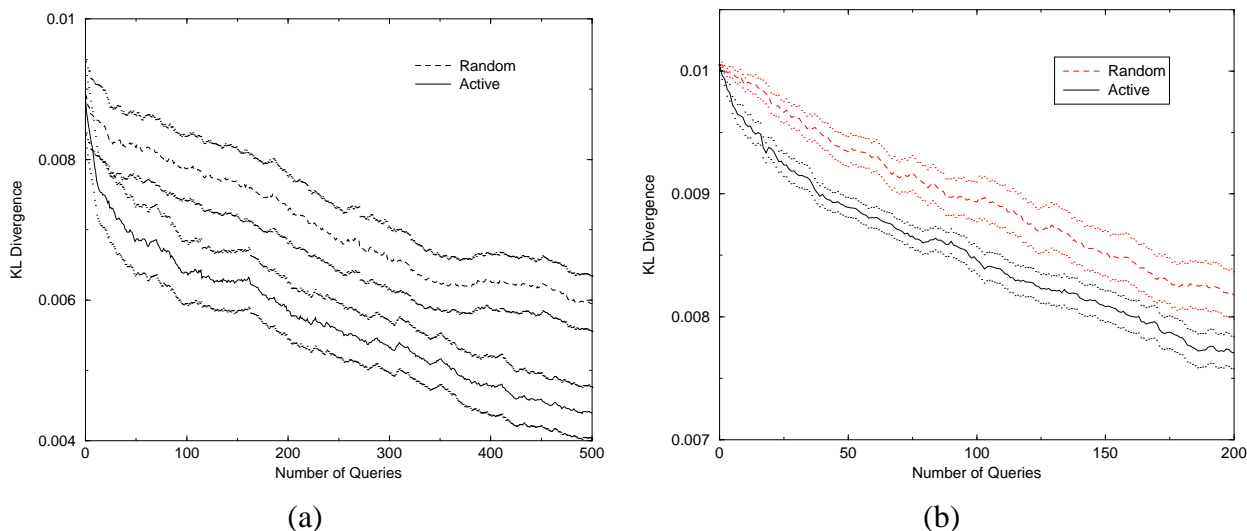 0.01
0.008
0.006
0.004
KL Divergence
Random
Active
0 100 200 300 400 500
Number of Queries
(a)
0.01
0.009
0.008
0.007
KL Divergence
Random
Active
0 50 100 150 200
Number of Queries
(b)